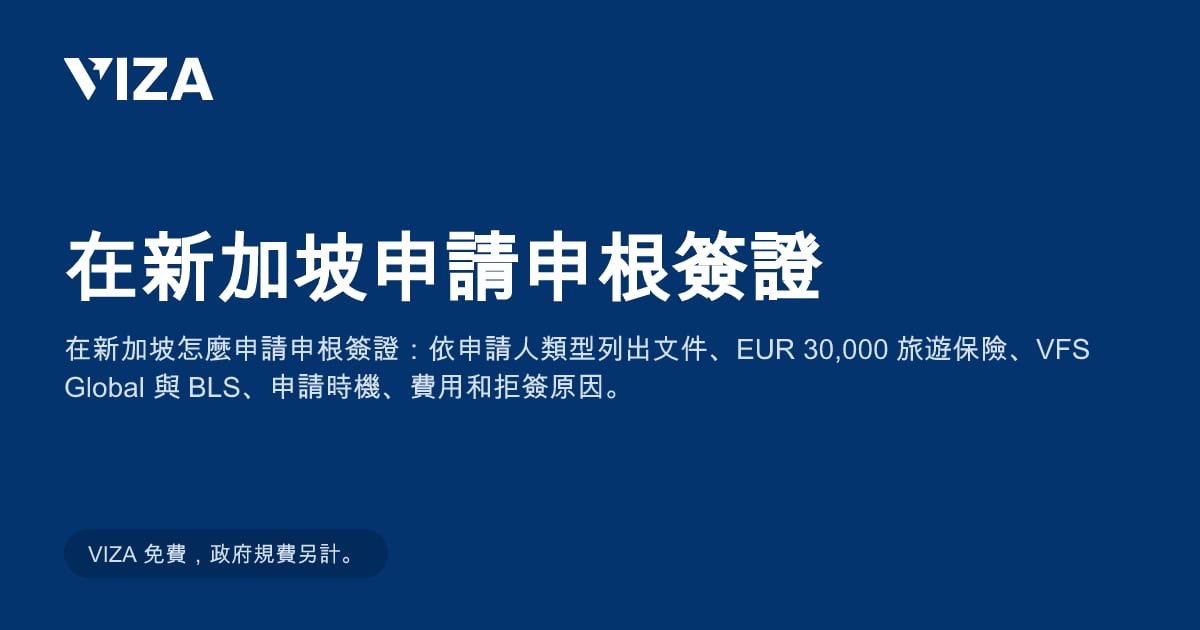 VIZA
在新加坡申請申根簽證
在新加坡怎麼申請申根簽證：依申請人類型列出文件、EUR 30,000 旅遊保險、VFS
Global 與 BLS、申請時機、費用和拒簽原因。
VIZA 免費，政府規費另計。